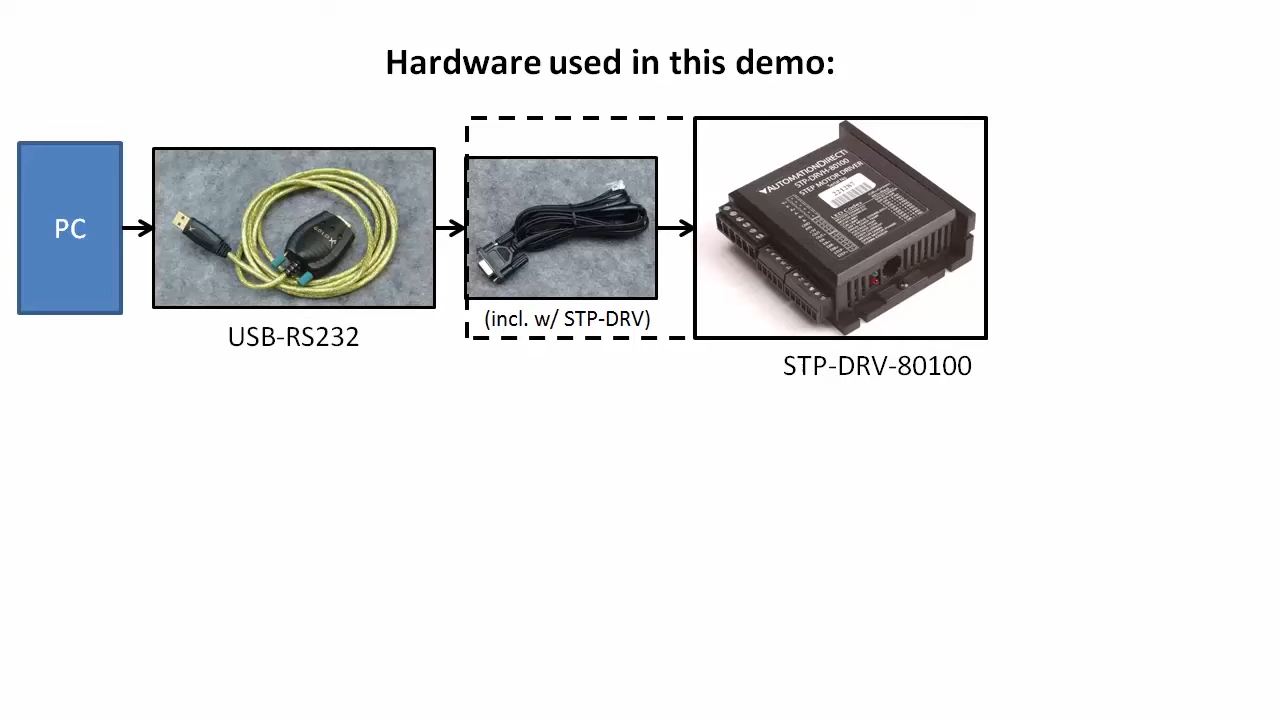 Hardware used in this demo:
PC
USB-RS232
(incl. w/ STP-DRV)
AUTOMATIONDIRECT
STP-DRVH-80100
STEP MOTOR DRIVER
STP-DRV-80100